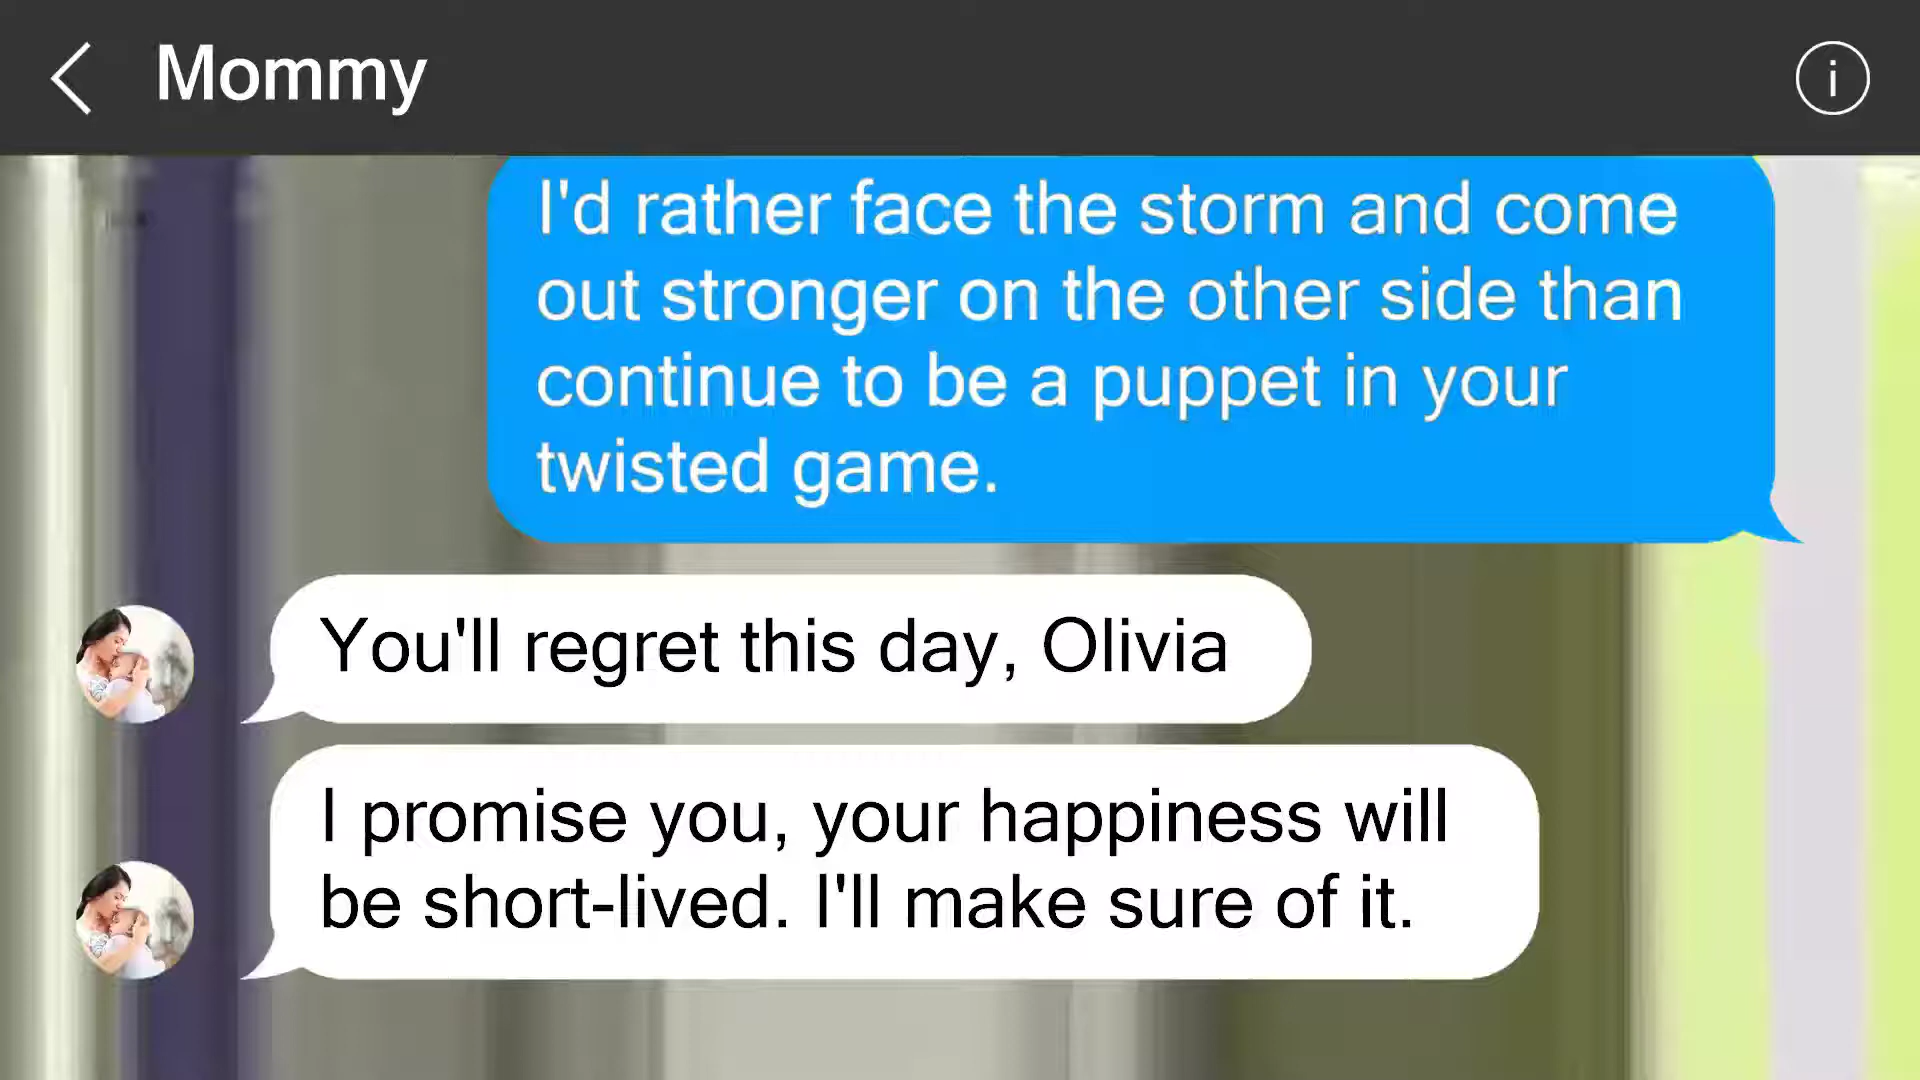 Mommy
I'd rather face the storm and come
out stronger on the other side than
continue to be a puppet in your
twisted game.
You'll regret this day, Olivia
I promise you, your happiness will
be short-lived. I'll make sure of it.